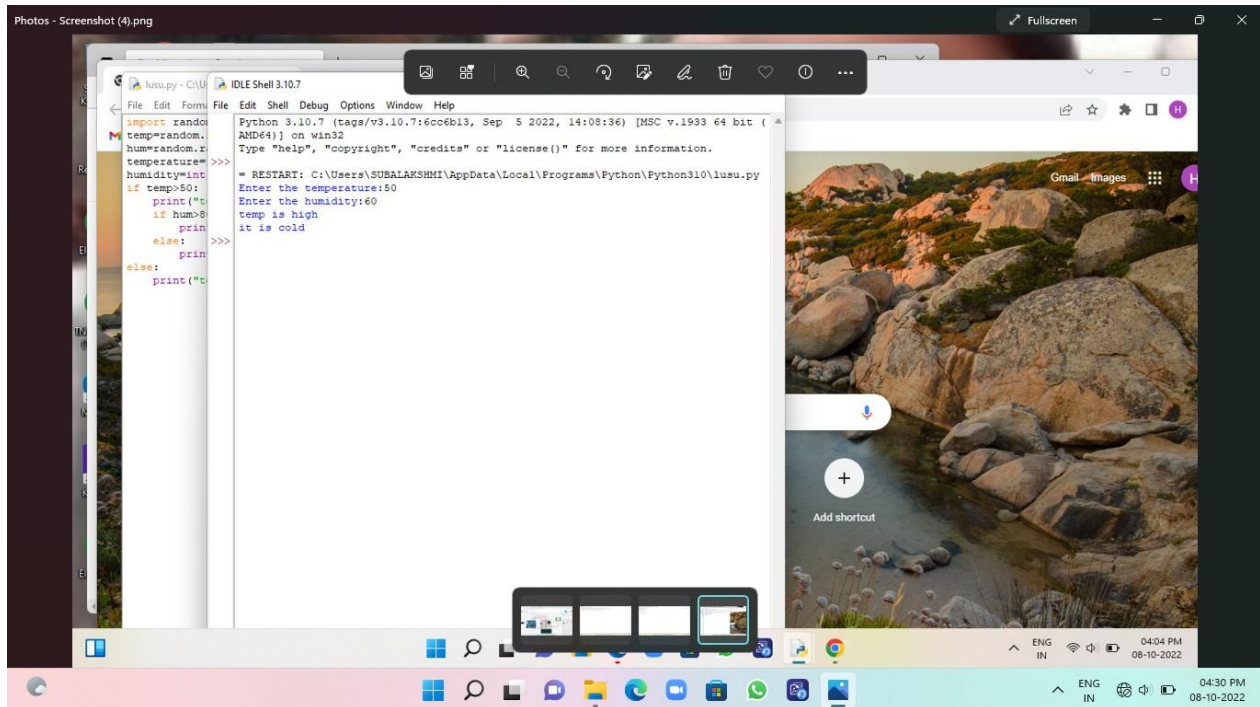 Photos - Screenshot (4).png
Fullscreen
lusu.py - C:\U
IDLE Shell 3.10.7
File Edit Form
File Edit Shell Debug Options Window Help
import rando
temp=random.
hum=random.r
temperature=
humidity=int
if temp>50:
print("t
if hum>8
prin
else:
prin
else:
print("t
Python 3.10.7 (tags/v3.10.7:6cc6b13, Sep 5 2022, 14:08:36) [MSC v.1933 64 bit (
AMD64)] on win32
Type "help", "copyright", "credits" or "license()" for more information.
>>>
= RESTART: C:\Users\SUBALAKSHMI\AppData\Local\Programs\Python\Python310\lusu.py
Enter the temperature:50
Enter the humidity:60
temp is high
it is cold
>>>
H
Gmail Images
H
Add shortcut
ENG
IN
04:04 PM
08-10-2022
ENG
IN
04:30 PM
08-10-2022